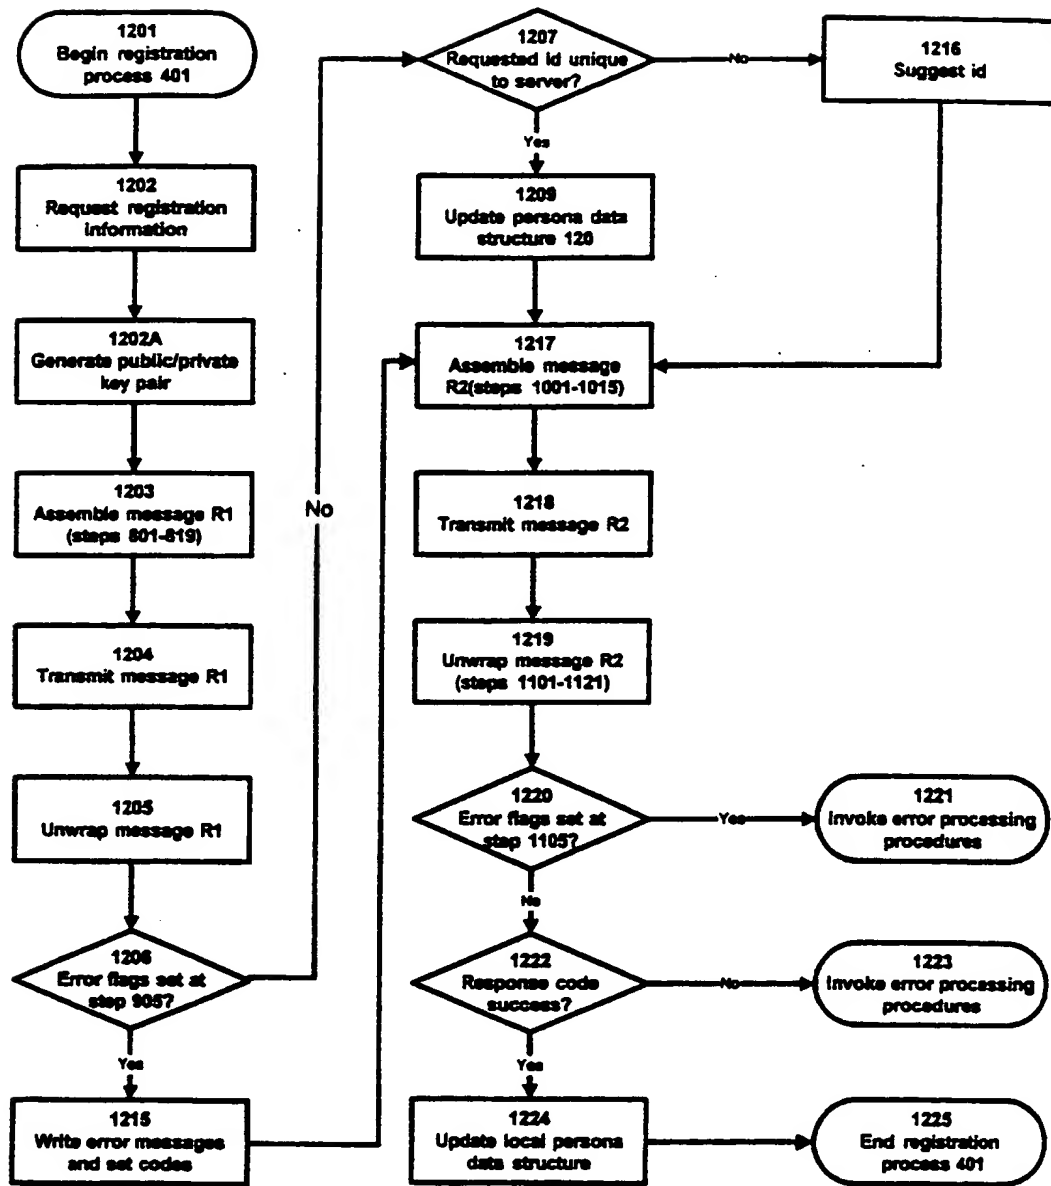 1201
Begin registration
process 401
1202
Request registration
information
1202A
Generate public/private
key pair
1203
Assemble message R1
(steps 801-819)
1204
Transmit message R1
1205
Unwrap message R1
1206
Error flags set at
step 905?
Yes
1215
Write error messages
and set codes
No
1207
Requested id unique
to server?
No
1216
Suggest id
Yes
1209
Update persona data
structure 120
1217
Assemble message
R2(steps 1001-1015)
1218
Transmit message R2
1219
Unwrap message R2
(steps 1101-1121)
1220
Error flags set at
step 1105?
Yes
1221
Invoke error processing
procedures
No
1222
Response code
success?
No
1223
Invoke error processing
procedures
Yes
1224
Update local persona
data structure
1225
End registration
process 401